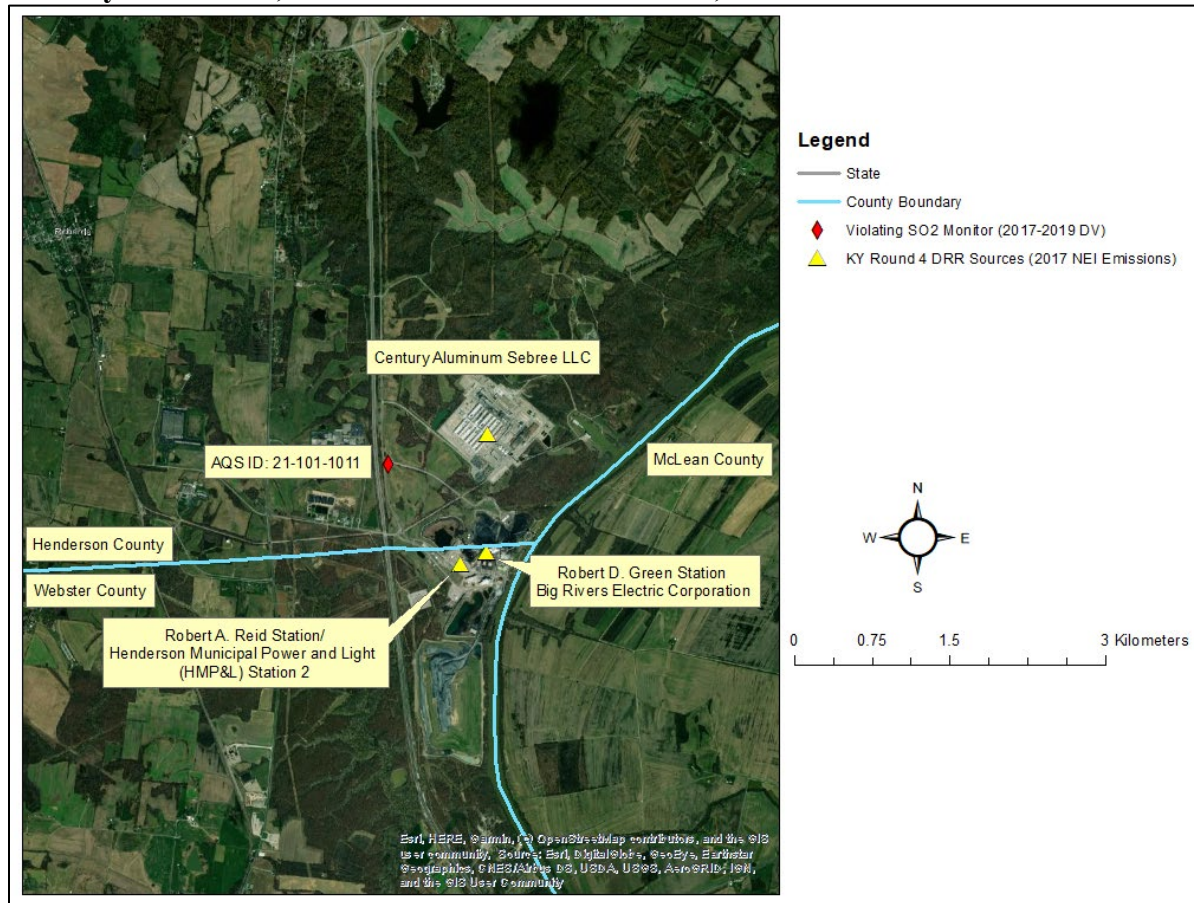 Legend
State
County Boundary
Violating SO2 Monitor (2017-2019 DV)
KY Round 4 DRR Sources (2017 NEI Emissions)
Century Aluminum Sebree LLC
AQS ID: 21-101-1011
McLean County
Henderson County
Webster County
Robert D. Green Station
Big Rivers Electric Corporation
Robert A. Reid Station/
Henderson Municipal Power and Light
(HMP&L) Station 2
N
W
E
S
0 0.75 1.5 3 Kilometers
Esri, HERE, Garmin, (c) OpenStreetMap contributors, and the GIS
user community, Source: Esri, DigitalGlobe, GeoEye, Earthstar
Geographics, CNES/Airbus DS, USDA, USGS, AeroGRID, IGN,
and the GIS User Community